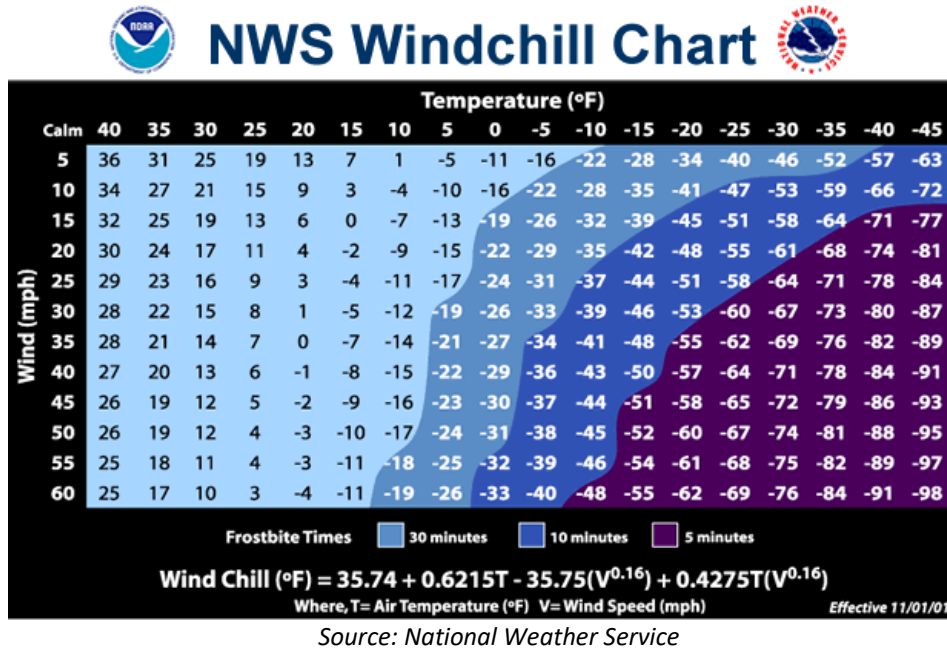 NWS Windchill Chart
NOAA
NATIONAL WEATHER SERVICE
Temperature (ºF)
Calm 40 35 30 25 20 15 10 5 0 -5 -10 -15 -20 -25 -30 -35 -40 -45
5 36 31 25 19 13 7 1 -5 -11 -16 -22 -28 -34 -40 -46 -52 -57 -63
10 34 27 21 15 9 3 -4 -10 -16 -22 -28 -35 -41 -47 -53 -59 -66 -72
15 32 25 19 13 6 0 -7 -13 -19 -26 -32 -39 -45 -51 -58 -64 -71 -77
20 30 24 17 11 4 -2 -9 -15 -22 -29 -35 -42 -48 -55 -61 -68 -74 -81
25 29 23 16 9 3 -4 -11 -17 -24 -31 -37 -44 -51 -58 -64 -71 -78 -84
30 28 22 15 8 1 -5 -12 -19 -26 -33 -39 -46 -53 -60 -67 -73 -80 -87
35 28 21 14 7 0 -7 -14 -21 -27 -34 -41 -48 -55 -62 -69 -76 -82 -89
40 27 20 13 6 -1 -8 -15 -22 -29 -36 -43 -50 -57 -64 -71 -78 -84 -91
45 26 19 12 5 -2 -9 -16 -23 -30 -37 -44 -51 -58 -65 -72 -79 -86 -93
50 26 19 12 4 -3 -10 -17 -24 -31 -38 -45 -52 -60 -67 -74 -81 -88 -95
55 25 18 11 4 -3 -11 -18 -25 -32 -39 -46 -54 -61 -68 -75 -82 -89 -97
60 25 17 10 3 -4 -11 -19 -26 -33 -40 -48 -55 -62 -69 -76 -84 -91 -98
Wind (mph)
Frostbite Times 30 minutes 10 minutes 5 minutes
Wind Chill (ºF) = 35.74 + 0.6215T - 35.75(V^0.16) + 0.4275T(V^0.16)
Where, T= Air Temperature (ºF) V= Wind Speed (mph) Effective 11/01/01
Source: National Weather Service